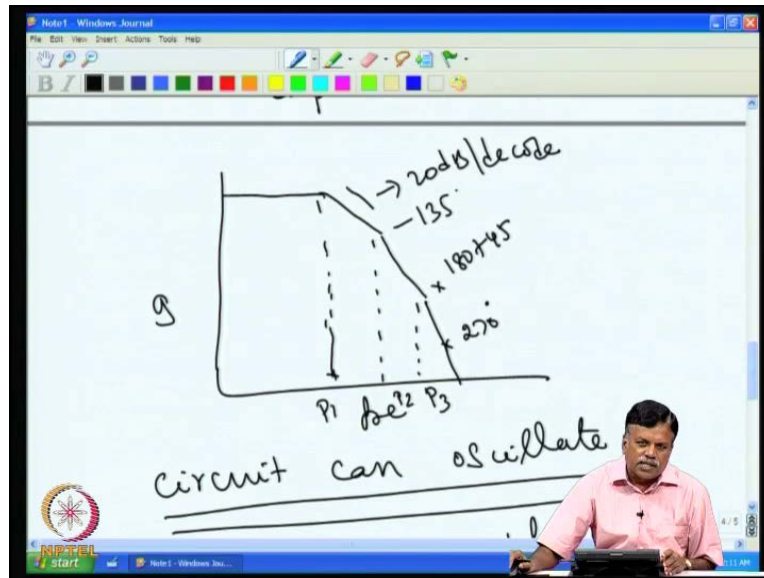 Note1 - Windows Journal
File Edit View Insert Actions Tools Help
B I
→ 20dB/decode
-135°
180+45
270°
g
P1
P2
P3
circuit can oscillate
4/5
NPTEL
start
Note1 - Windows Jou...